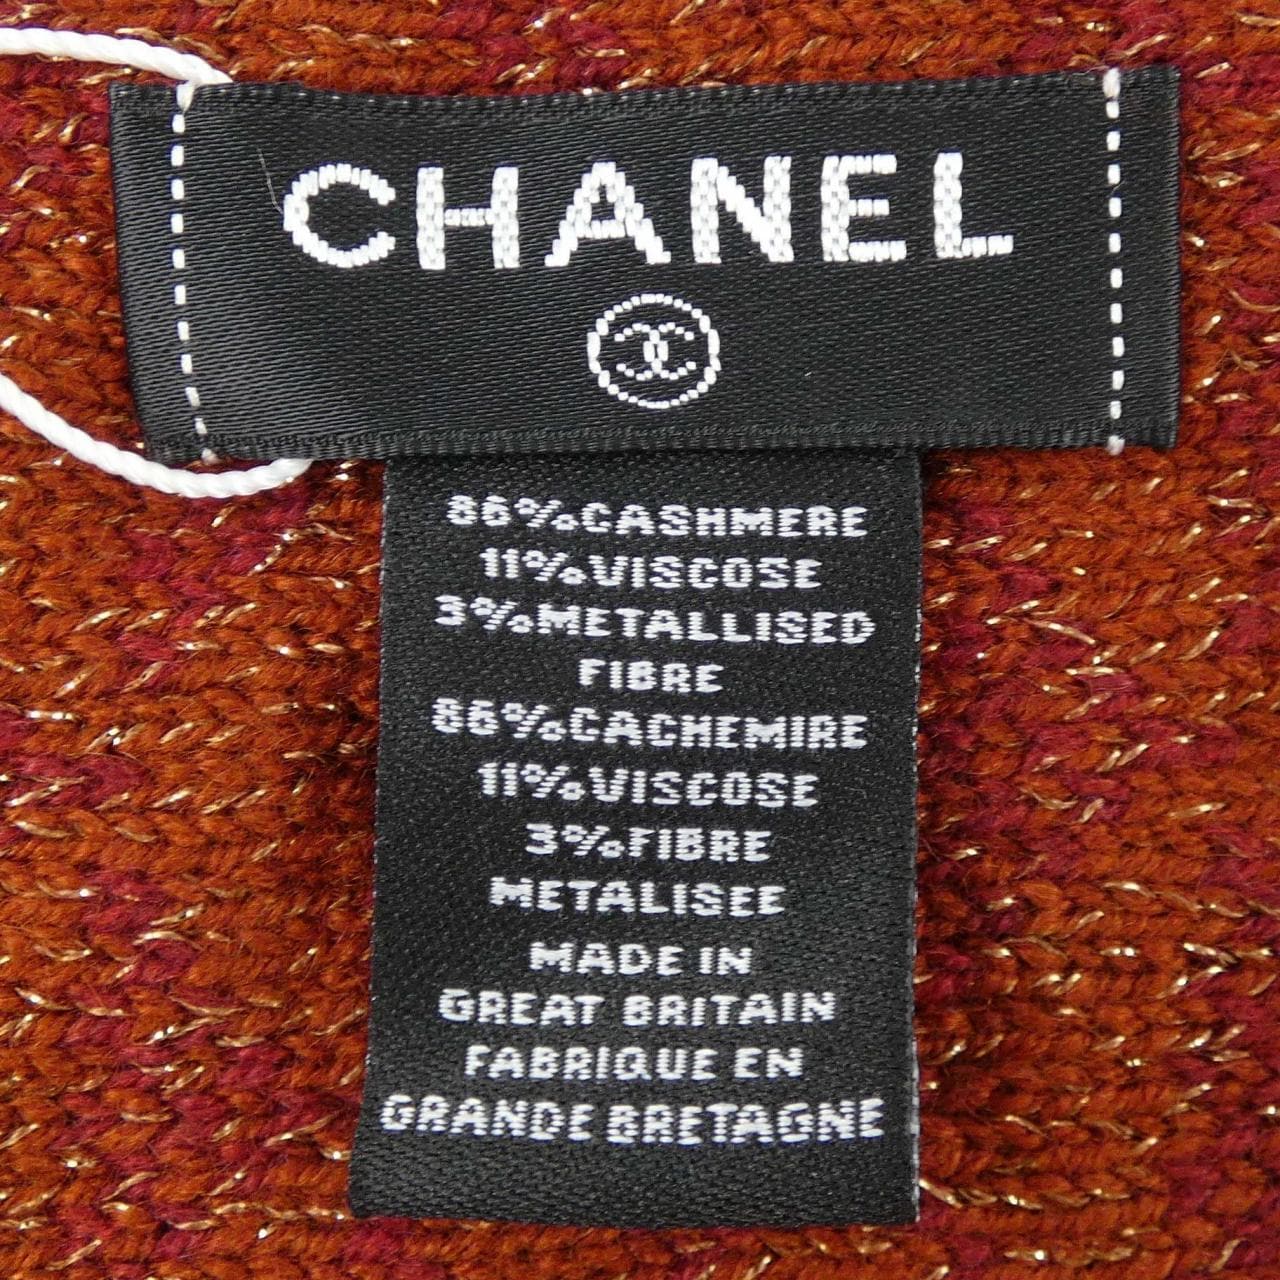 CHANEL
86%CASHMERE
11%VISCOSE
3%METALLISED
FIBRE
86%CACHEMIRE
11%VISCOSE
3%FIBRE
METALISEE
MADE IN
GREAT BRITAIN
FABRIQUE EN
GRANDE BRETAGNE